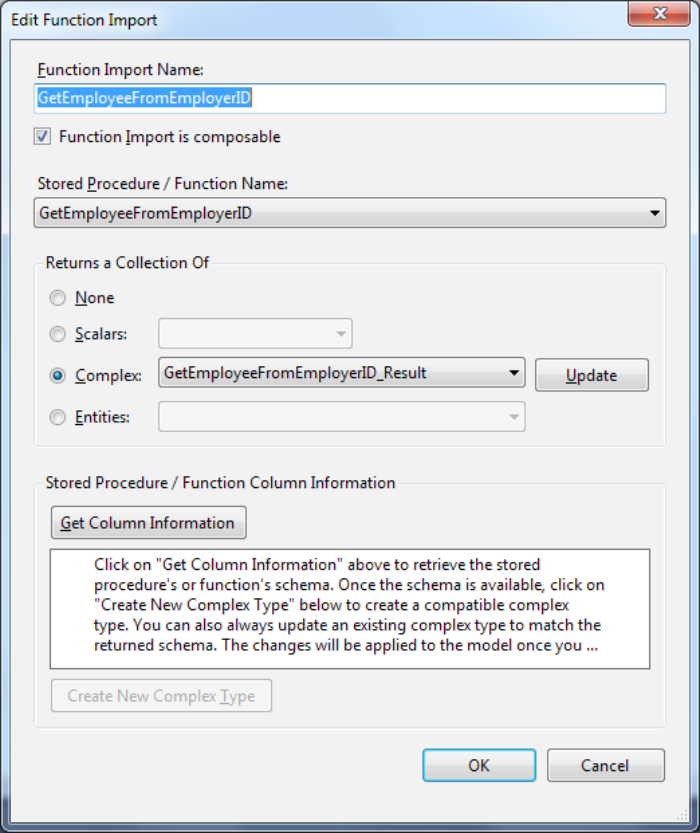 Edit Function Import
Function Import Name:
GetEmployeeFromEmployerID
Function Import is composable
Stored Procedure / Function Name:
GetEmployeeFromEmployerID
Returns a Collection Of
None
Scalars:
Complex: GetEmployeeFromEmployerID_Result Update
Entities:
Stored Procedure / Function Column Information
Get Column Information
Click on "Get Column Information" above to retrieve the stored
procedure's or function's schema. Once the schema is available, click on
"Create New Complex Type" below to create a compatible complex
type. You can also always update an existing complex type to match the
returned schema. The changes will be applied to the model once you ...
Create New Complex Type
OK Cancel